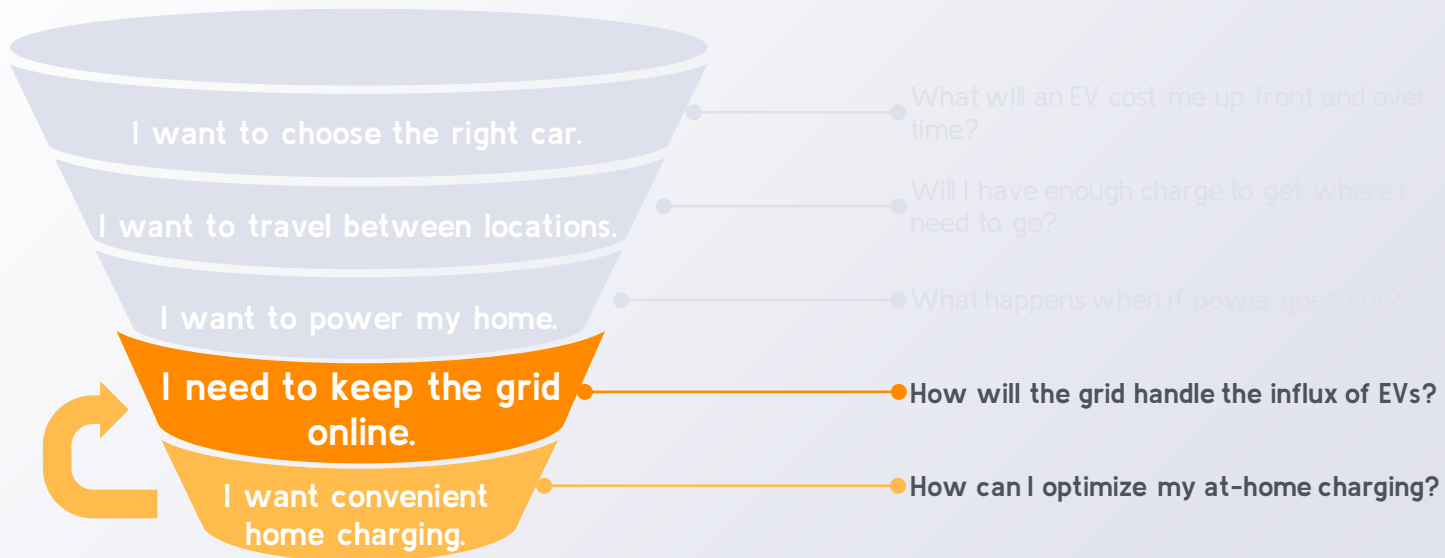 I want to choose the right car.
What will an EV cost me up front and over
time?
I want to travel between locations.
Will I have enough charge to get where I
need to go?
I want to power my home.
What happens when if power goes out?
I need to keep the grid
online.
How will the grid handle the influx of EVs?
I want convenient
home charging.
How can I optimize my at-home charging?